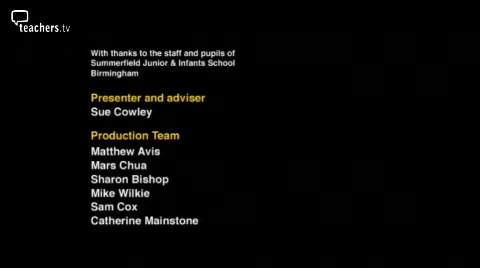 teachers.tv
With thanks to the staff and pupils of
Summerfield Junior & Infants School
Birmingham
Presenter and adviser
Sue Cowley
Production Team
Matthew Avis
Mars Chua
Sharon Bishop
Mike Wilkie
Sam Cox
Catherine Mainstone